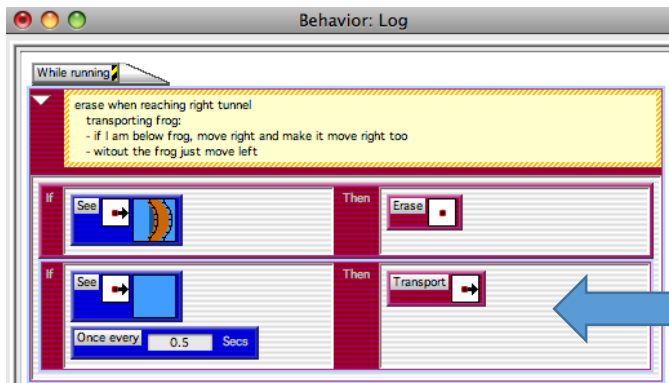 Behavior: Log
While running
erase when reaching right tunnel
transporting frog:
- if I am below frog, move right and make it move right too
- witout the frog just move left
If See Then Erase
If See Then Transport
Once every 0.5 Secs